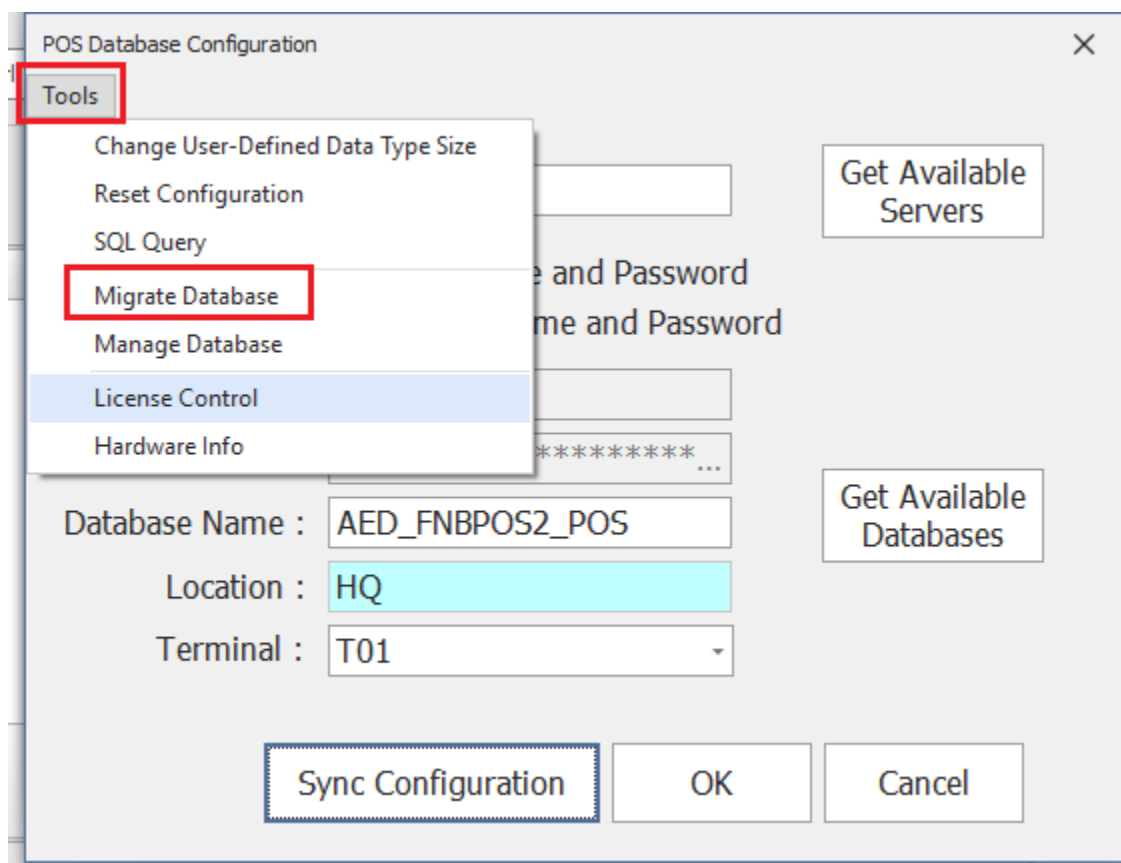 POS Database Configuration
Tools
Change User-Defined Data Type Size
Reset Configuration
SQL Query
Migrate Database
Manage Database
License Control
Hardware Info
Get Available
Servers
and Password
and Password
**********...
Get Available
Databases
Database Name :
AED_FNBPOS2_POS
Location :
HQ
Terminal :
T01
Sync Configuration
OK
Cancel